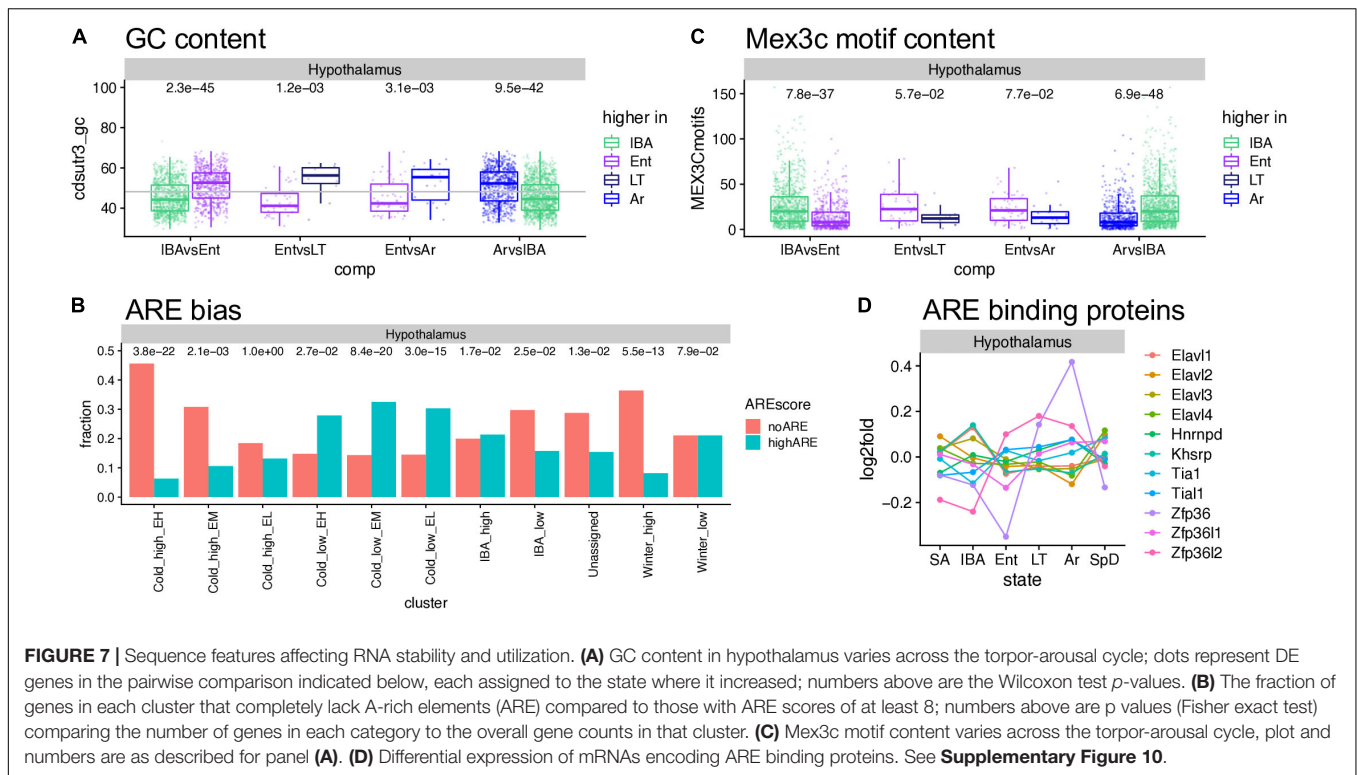 A GC content
Hypothalamus
2.3e−45 1.2e−03 3.1e−03 9.5e−42
100
80
60
40
cdsutr3_gc
IBAvsEnt EntvsLT EntvsAr ArvsIBA
comp
higher in
IBA
Ent
LT
Ar
C Mex3c motif content
Hypothalamus
7.8e−37 5.7e−02 7.7e−02 6.9e−48
150
100
50
0
MEX3Cmotifs
IBAvsEnt EntvsLT EntvsAr ArvsIBA
comp
higher in
IBA
Ent
LT
Ar
B ARE bias
Hypothalamus
3.8e−22 2.1e−03 1.0e+00 2.7e−02 8.4e−20 3.0e−15 1.7e−02 2.5e−02 1.3e−02 5.5e−13 7.9e−02
0.5
0.4
0.3
0.2
0.1
0.0
fraction
Cold_high_EH
Cold_high_EM
Cold_high_EL
Cold_low_EH
Cold_low_EM
Cold_low_EL
IBA_high
IBA_low
Unassigned
Winter_high
Winter_low
cluster
AREscore
noARE
highARE
D ARE binding proteins
Hypothalamus
0.4
0.2
0.0
−0.2
log2fold
SA IBA Ent LT Ar SpD
state
Elavl1
Elavl2
Elavl3
Elavl4
Hnrnpd
Khsrp
Tia1
Tial1
Zfp36
Zfp36l1
Zfp36l2
FIGURE 7 | Sequence features affecting RNA stability and utilization. (A) GC content in hypothalamus varies across the torpor-arousal cycle; dots represent DE
genes in the pairwise comparison indicated below, each assigned to the state where it increased; numbers above are the Wilcoxon test p-values. (B) The fraction of
genes in each cluster that completely lack A-rich elements (ARE) compared to those with ARE scores of at least 8; numbers above are p values (Fisher exact test)
comparing the number of genes in each category to the overall gene counts in that cluster. (C) Mex3c motif content varies across the torpor-arousal cycle, plot and
numbers are as described for panel (A). (D) Differential expression of mRNAs encoding ARE binding proteins. See Supplementary Figure 10.